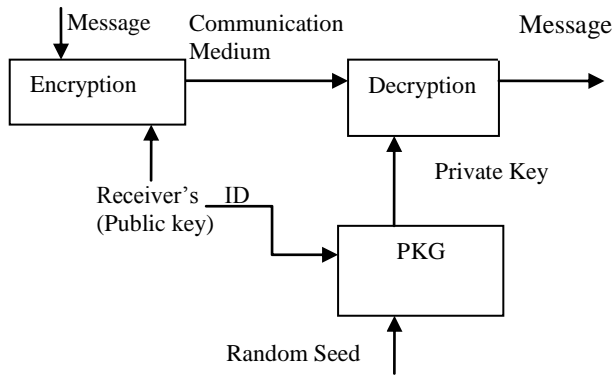 Message
Communication
Medium
Message
Encryption
Decryption
Private Key
Receiver's ID
(Public key)
PKG
Random Seed